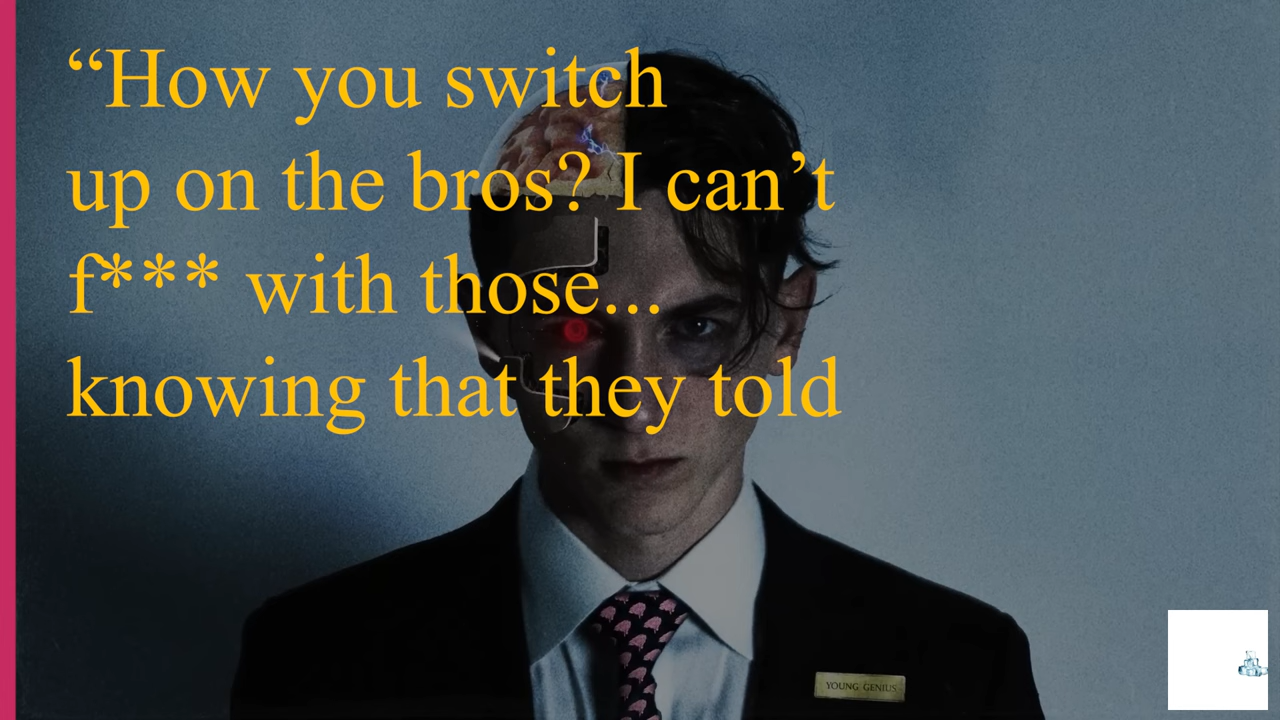 “How you switch
up on the bros? I can’t
f*** with those...
knowing that they told
YOUNG GENIUS